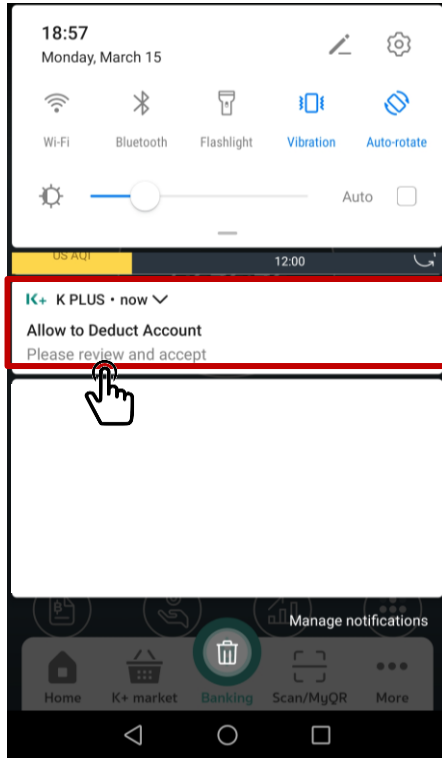 18:57
Monday, March 15
Wi-Fi Bluetooth Flashlight Vibration Auto-rotate
Auto
US AQI 12:00
K+ K PLUS • now
Allow to Deduct Account
Please review and accept
Manage notifications
Home K+ market Banking Scan/MyQR More